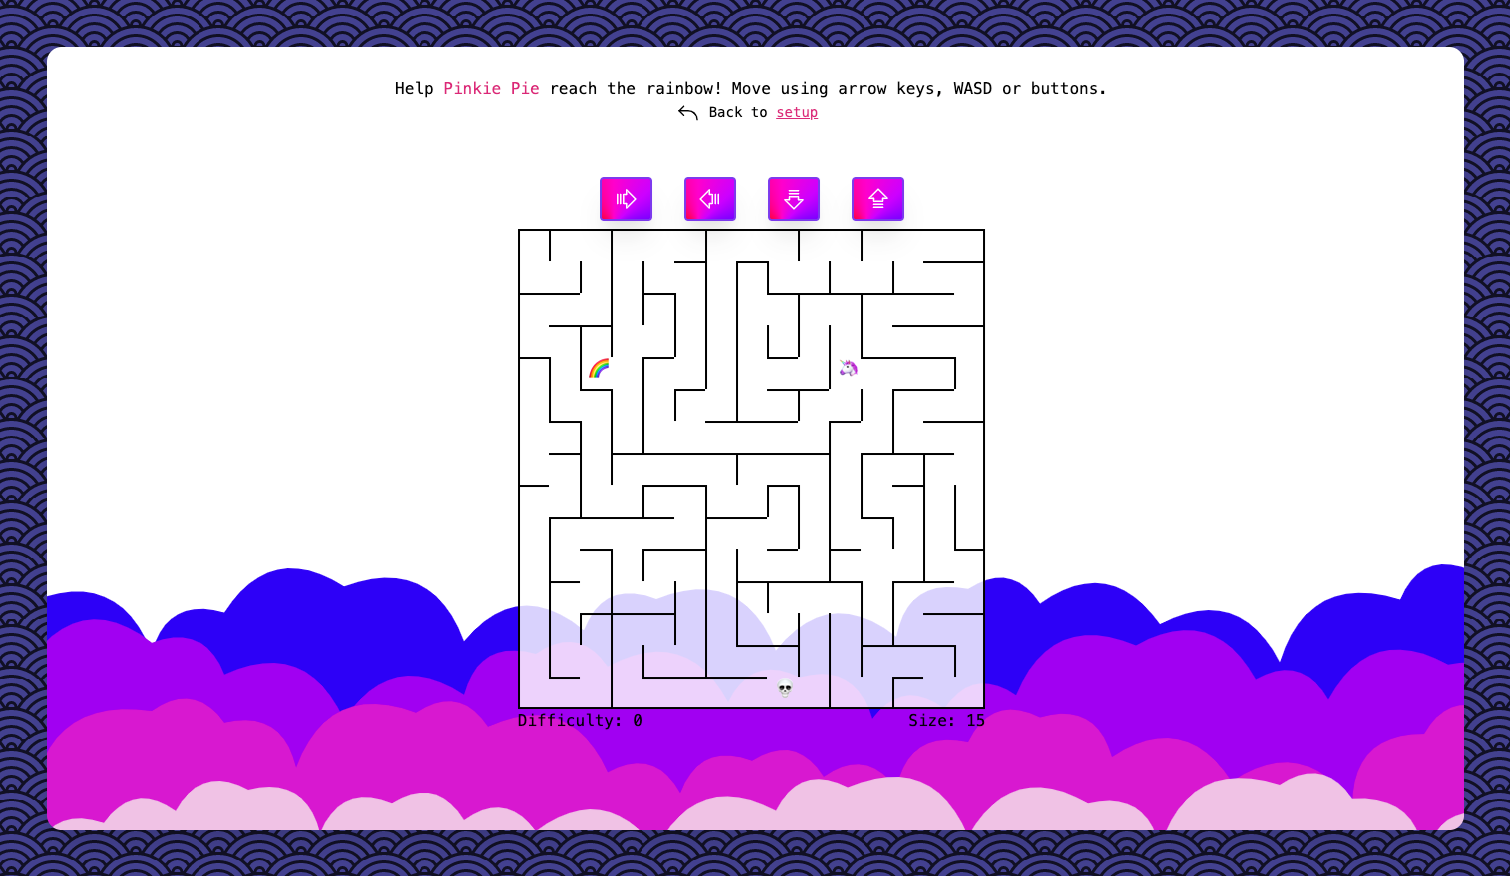 Help Pinkie Pie reach the rainbow! Move using arrow keys, WASD or buttons.
Back to setup
Difficulty: 0
Size: 15